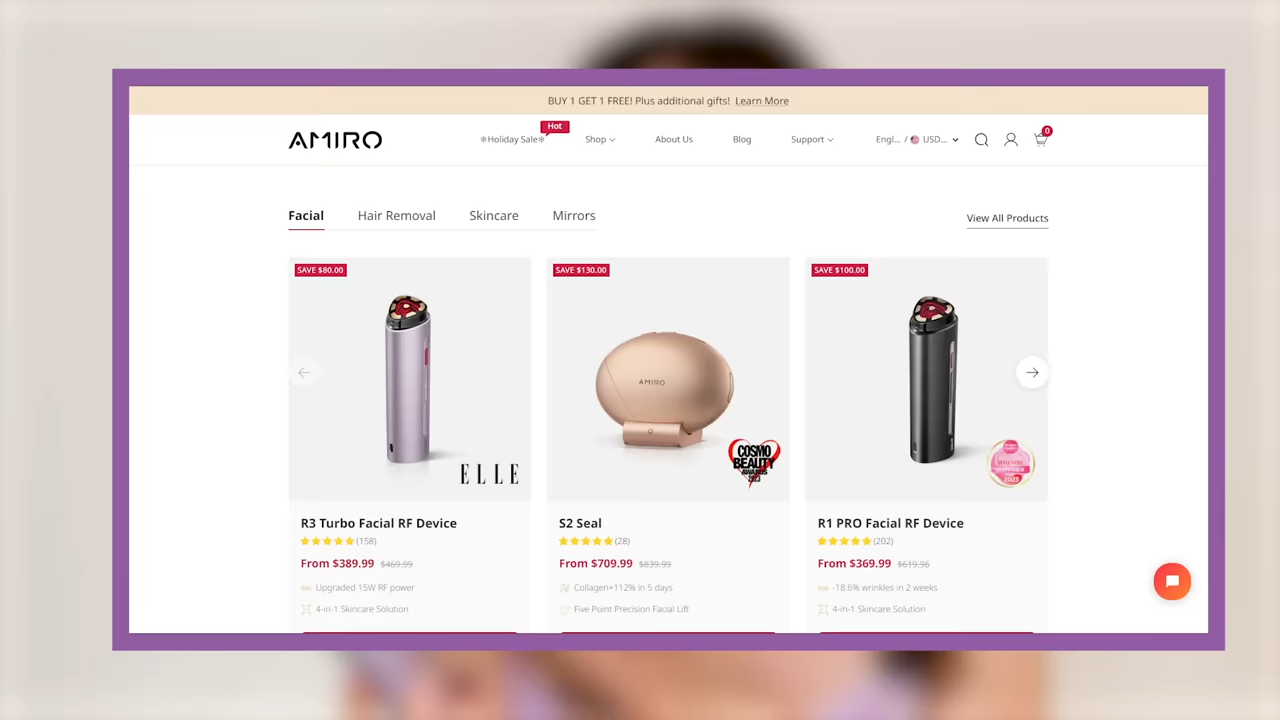 BUY 1 GET 1 FREE! Plus additional gifts! Learn More
AMIRO
❄Holiday Sale❄
Hot
Shop
About Us
Blog
Support
Engl... / USD...
0
Facial
Hair Removal
Skincare
Mirrors
View All Products
SAVE $80.00
ELLE
R3 Turbo Facial RF Device
(158)
From $389.99 $469.99
Upgraded 15W RF power
4-in-1 Skincare Solution
SAVE $130.00
AMIRO
COSMO
BEAUTY
AWARDS
2023
S2 Seal
(28)
From $709.99 $839.99
Collagen+112% in 5 days
Five Point Precision Facial Lift
SAVE $100.00
2023
R1 PRO Facial RF Device
(202)
From $369.99 $619.96
-18.6% wrinkles in 2 weeks
4-in-1 Skincare Solution